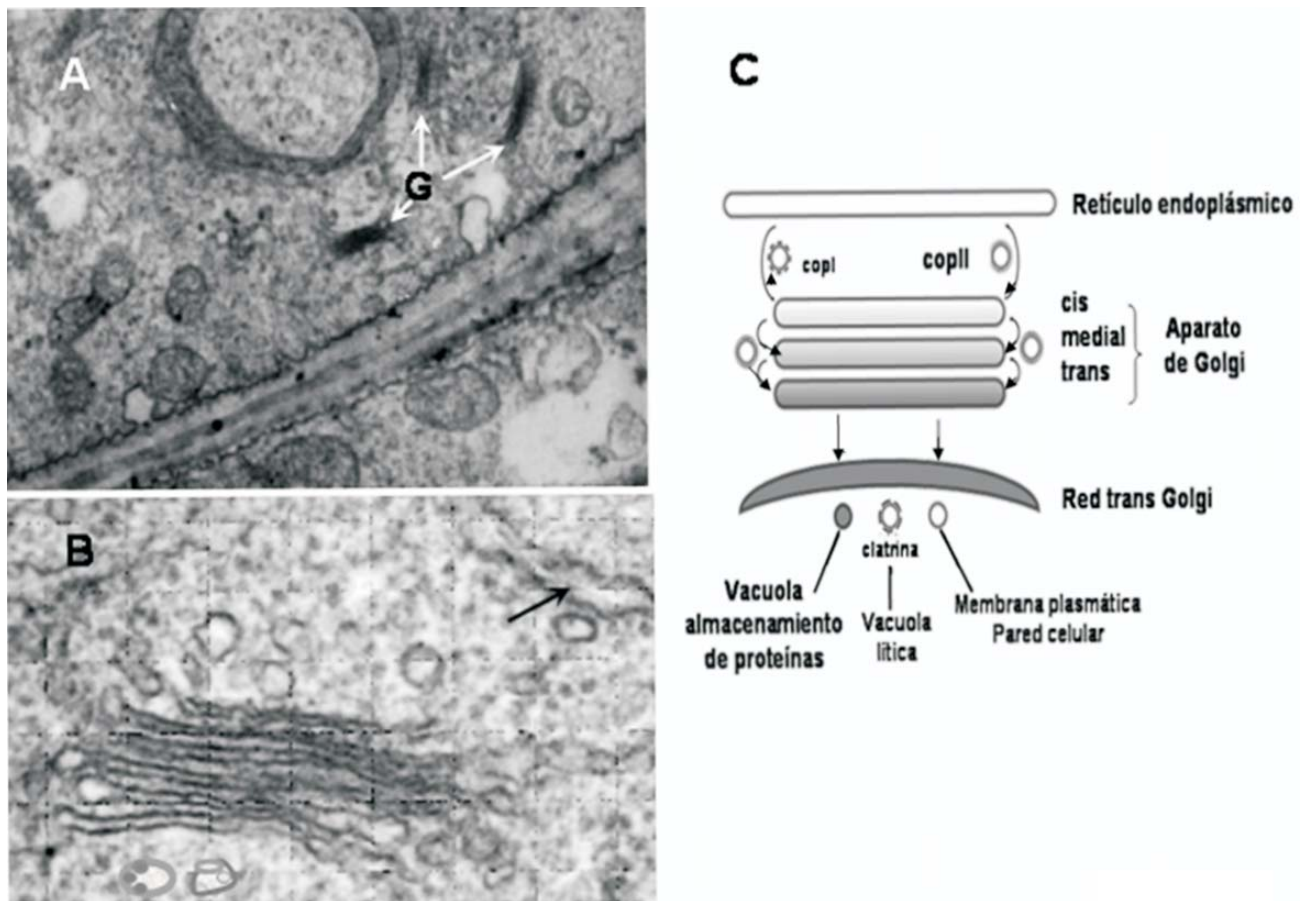 A
G
B
C
Retículo endoplásmico
copI
copII
cis
medial
trans
Aparato
de Golgi
Red trans Golgi
clatrina
Vacuola
almacenamiento
de proteínas
Vacuola
lítica
Membrana plasmática
Pared celular